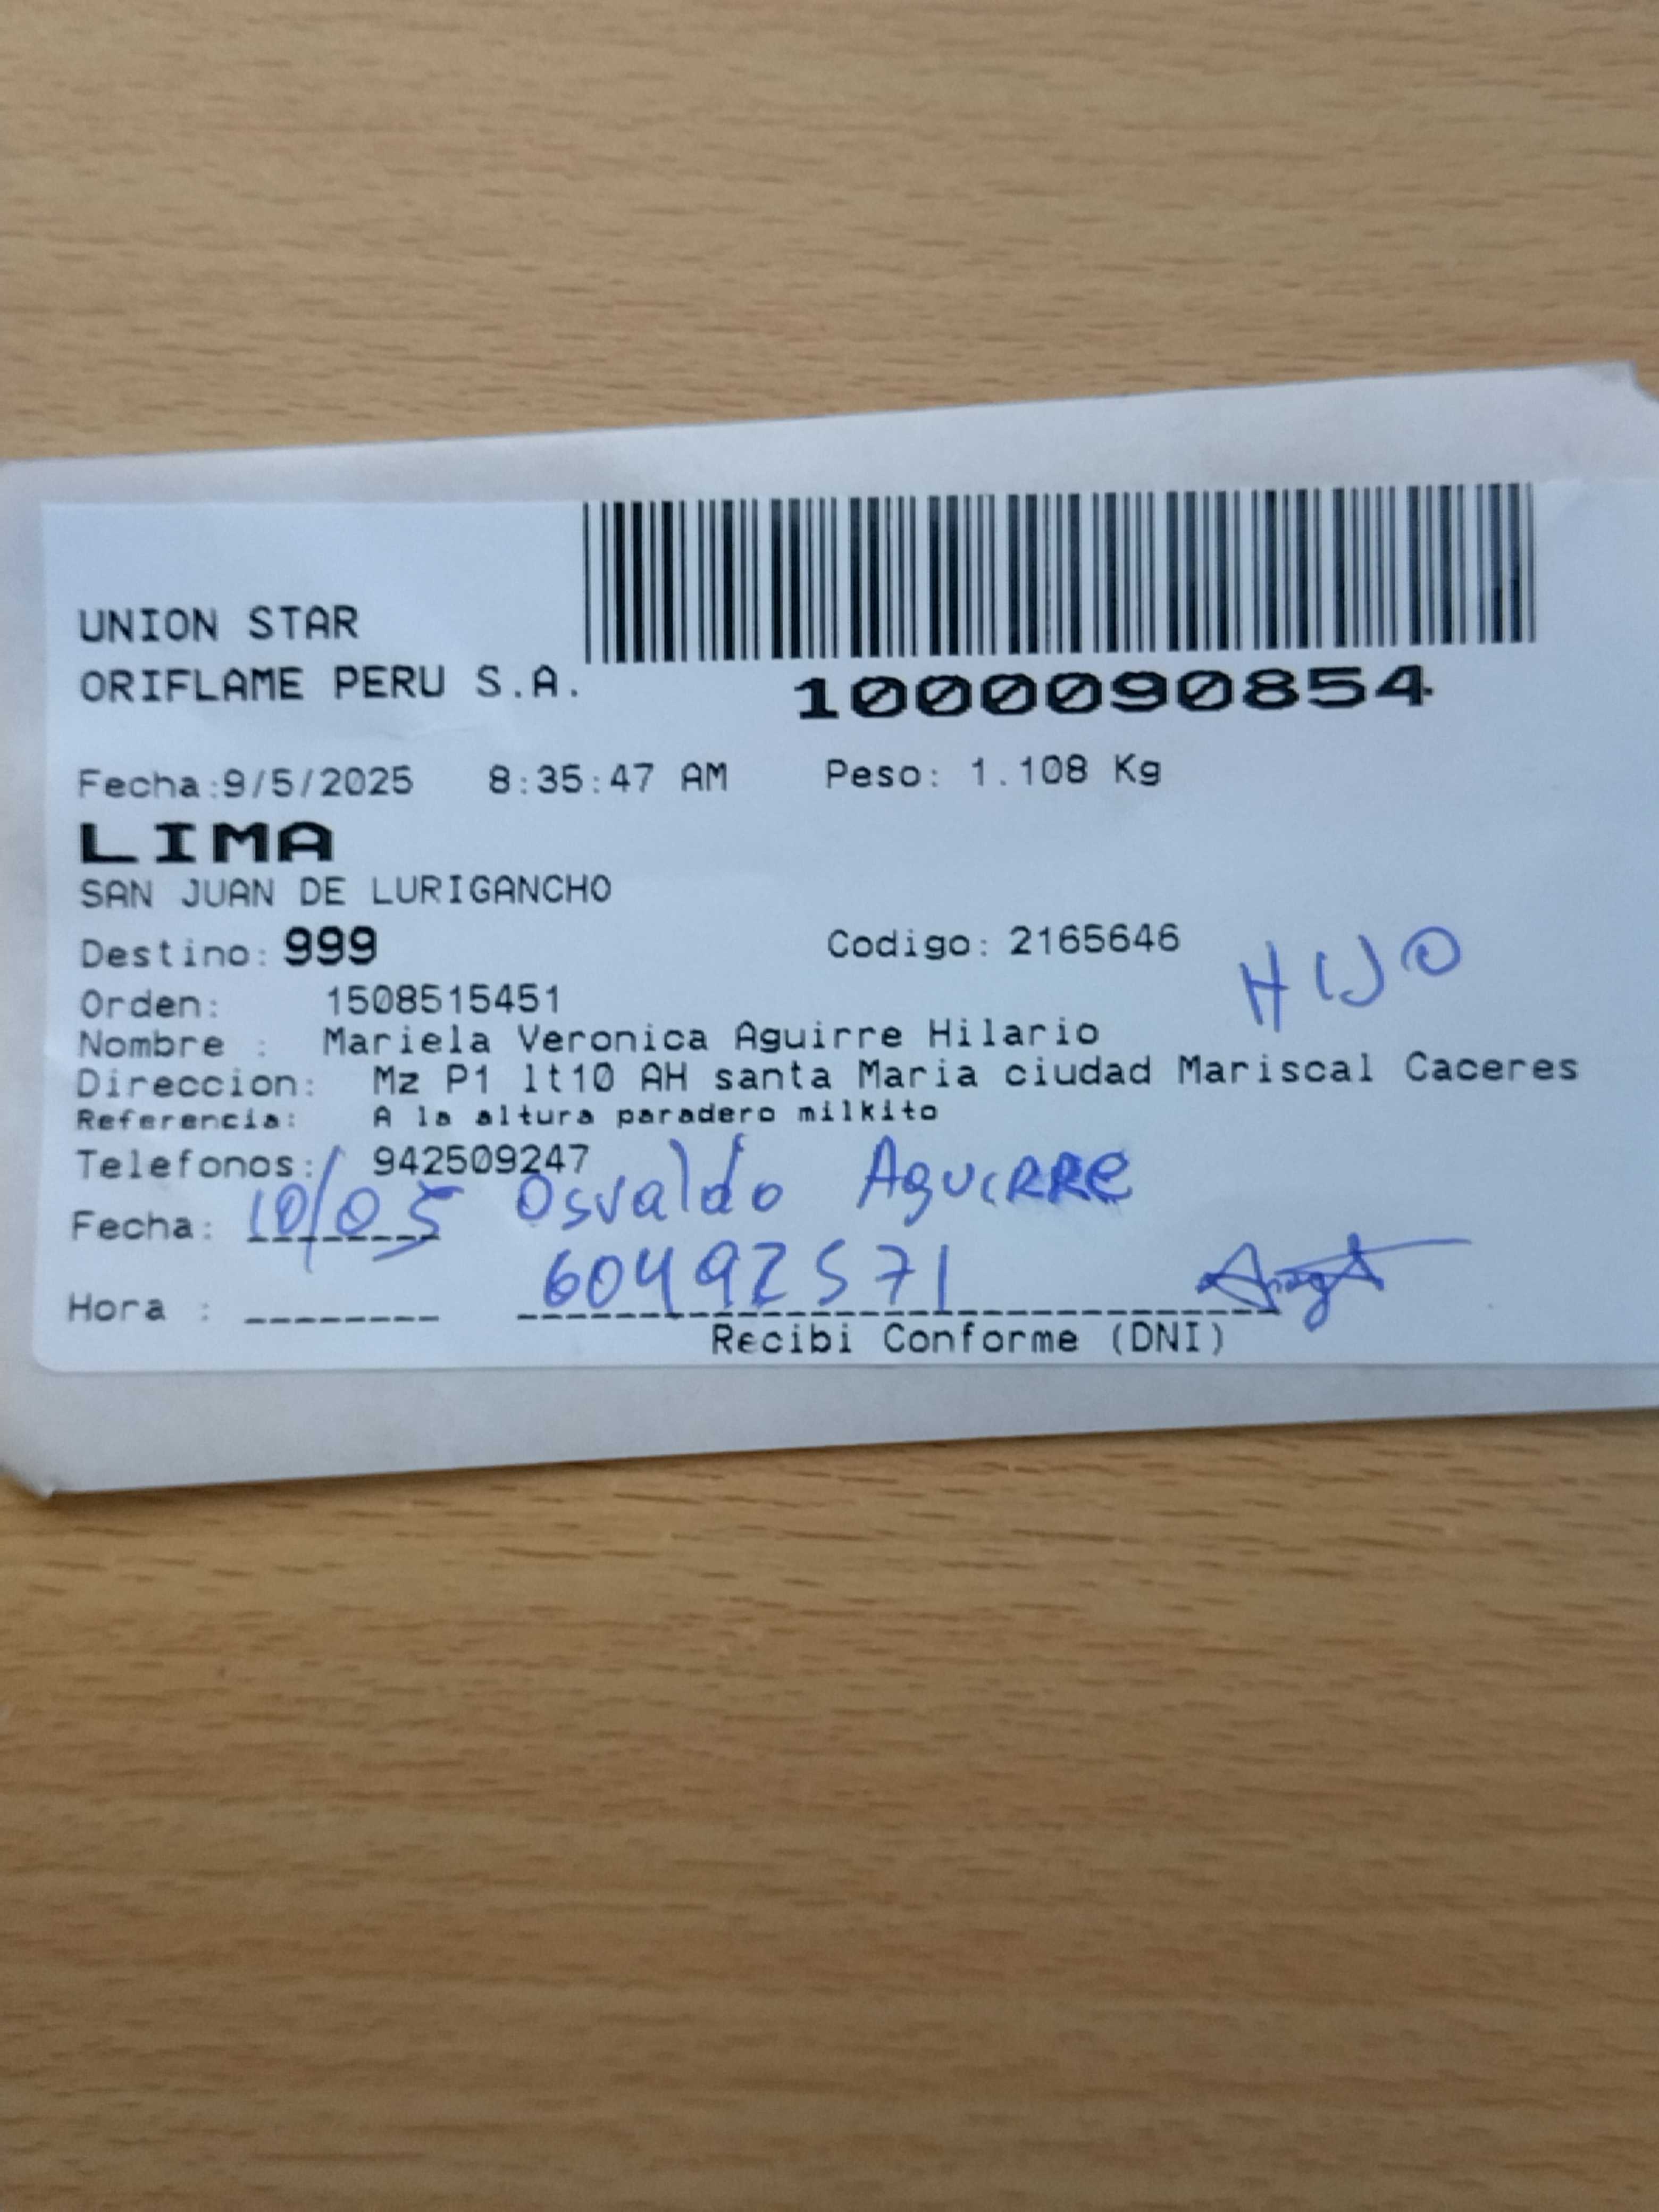 UNION STAR
ORIFLAME PERU S.A.
1000090854
Fecha:9/5/2025 8:35:47 AM Peso: 1.108 Kg
LIMA
SAN JUAN DE LURIGANCHO
Destino: 999 Codigo: 2165646
HIJO
Orden: 1508515451
Nombre : Mariela Veronica Aguirre Hilario
Direccion: Mz P1 lt10 AH santa Maria ciudad Mariscal Caceres
Referencia: A la altura paradero milkito
Telefonos: 942509247
Fecha: 10/05 Osvaldo AguiRRe
60492571
Hora : --------
Recibi Conforme (DNI)